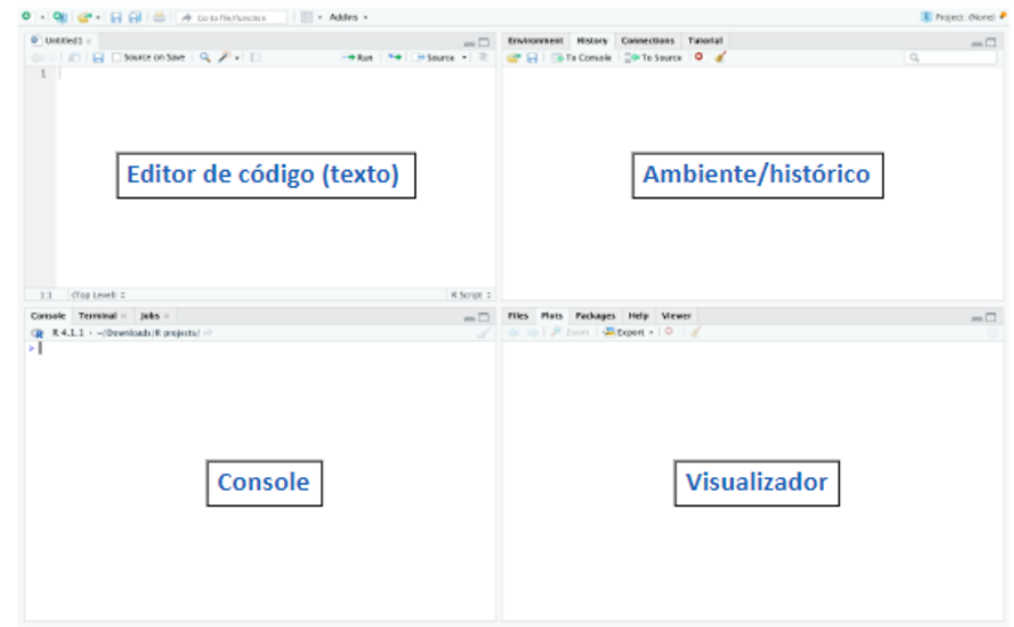 Go to file/function Addins Project: (None)
Untitled1
Source on Save Run Source
1
Editor de código (texto)
1:1 (Top Level) R Script
Environment History Connections Tutorial
To Console To Source
Ambiente/histórico
Console Terminal Jobs
R 4.1.1 · ~/Downloads/R projects/
>
Console
Files Plots Packages Help Viewer
Zoom Export
Visualizador